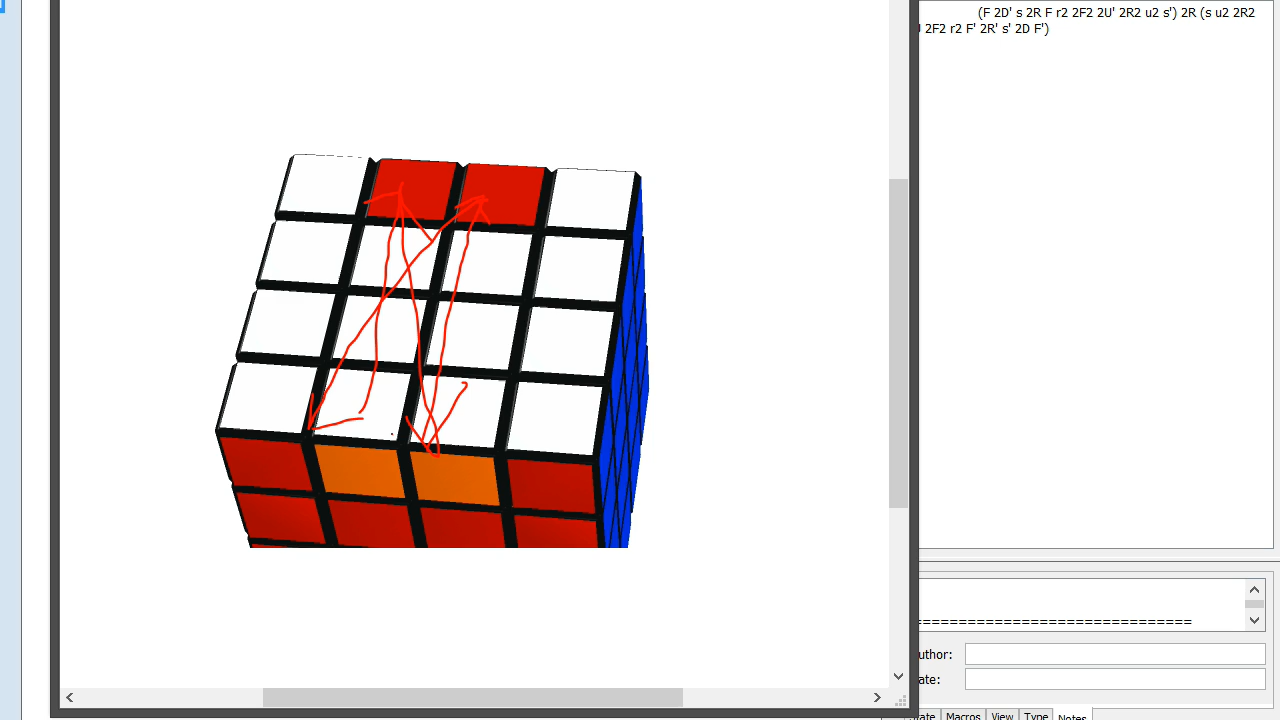 (F 2D' s 2R F r2 2F2 2U' 2R2 u2 s') 2R (s u2 2R2
2F2 r2 F' 2R' s' 2D F')
==============================
uthor:
ate:
tate Macros View Type Notes